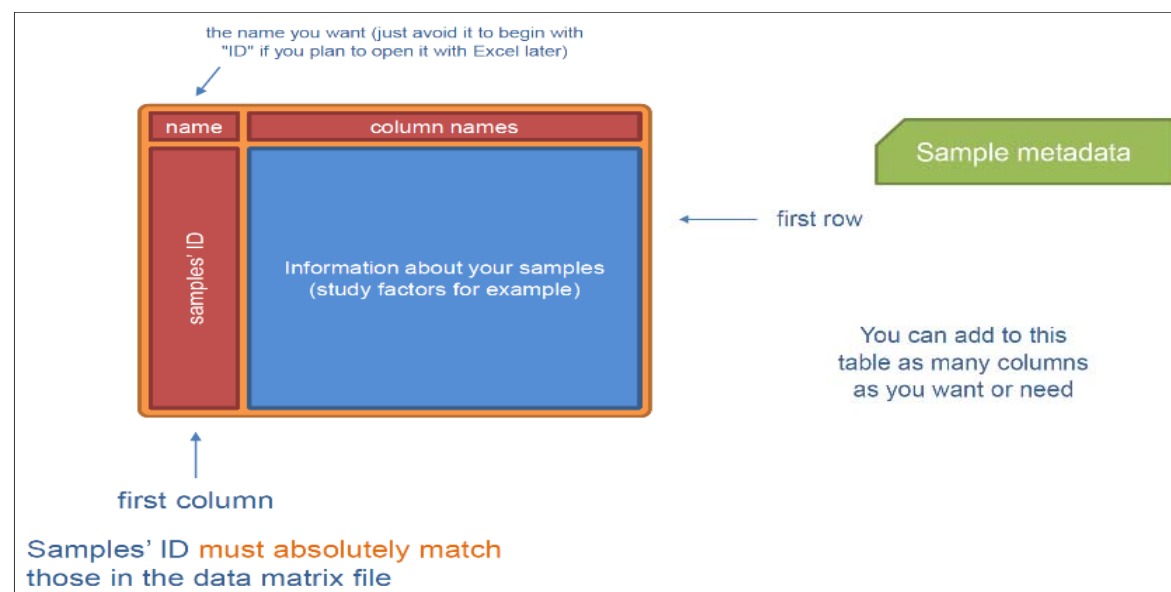 the name you want (just avoid it to begin with
"ID" if you plan to open it with Excel later)
name
column names
Sample metadata
first row
samples' ID
Information about your samples
(study factors for example)
You can add to this
table as many columns
as you want or need
first column
Samples' ID must absolutely match
those in the data matrix file